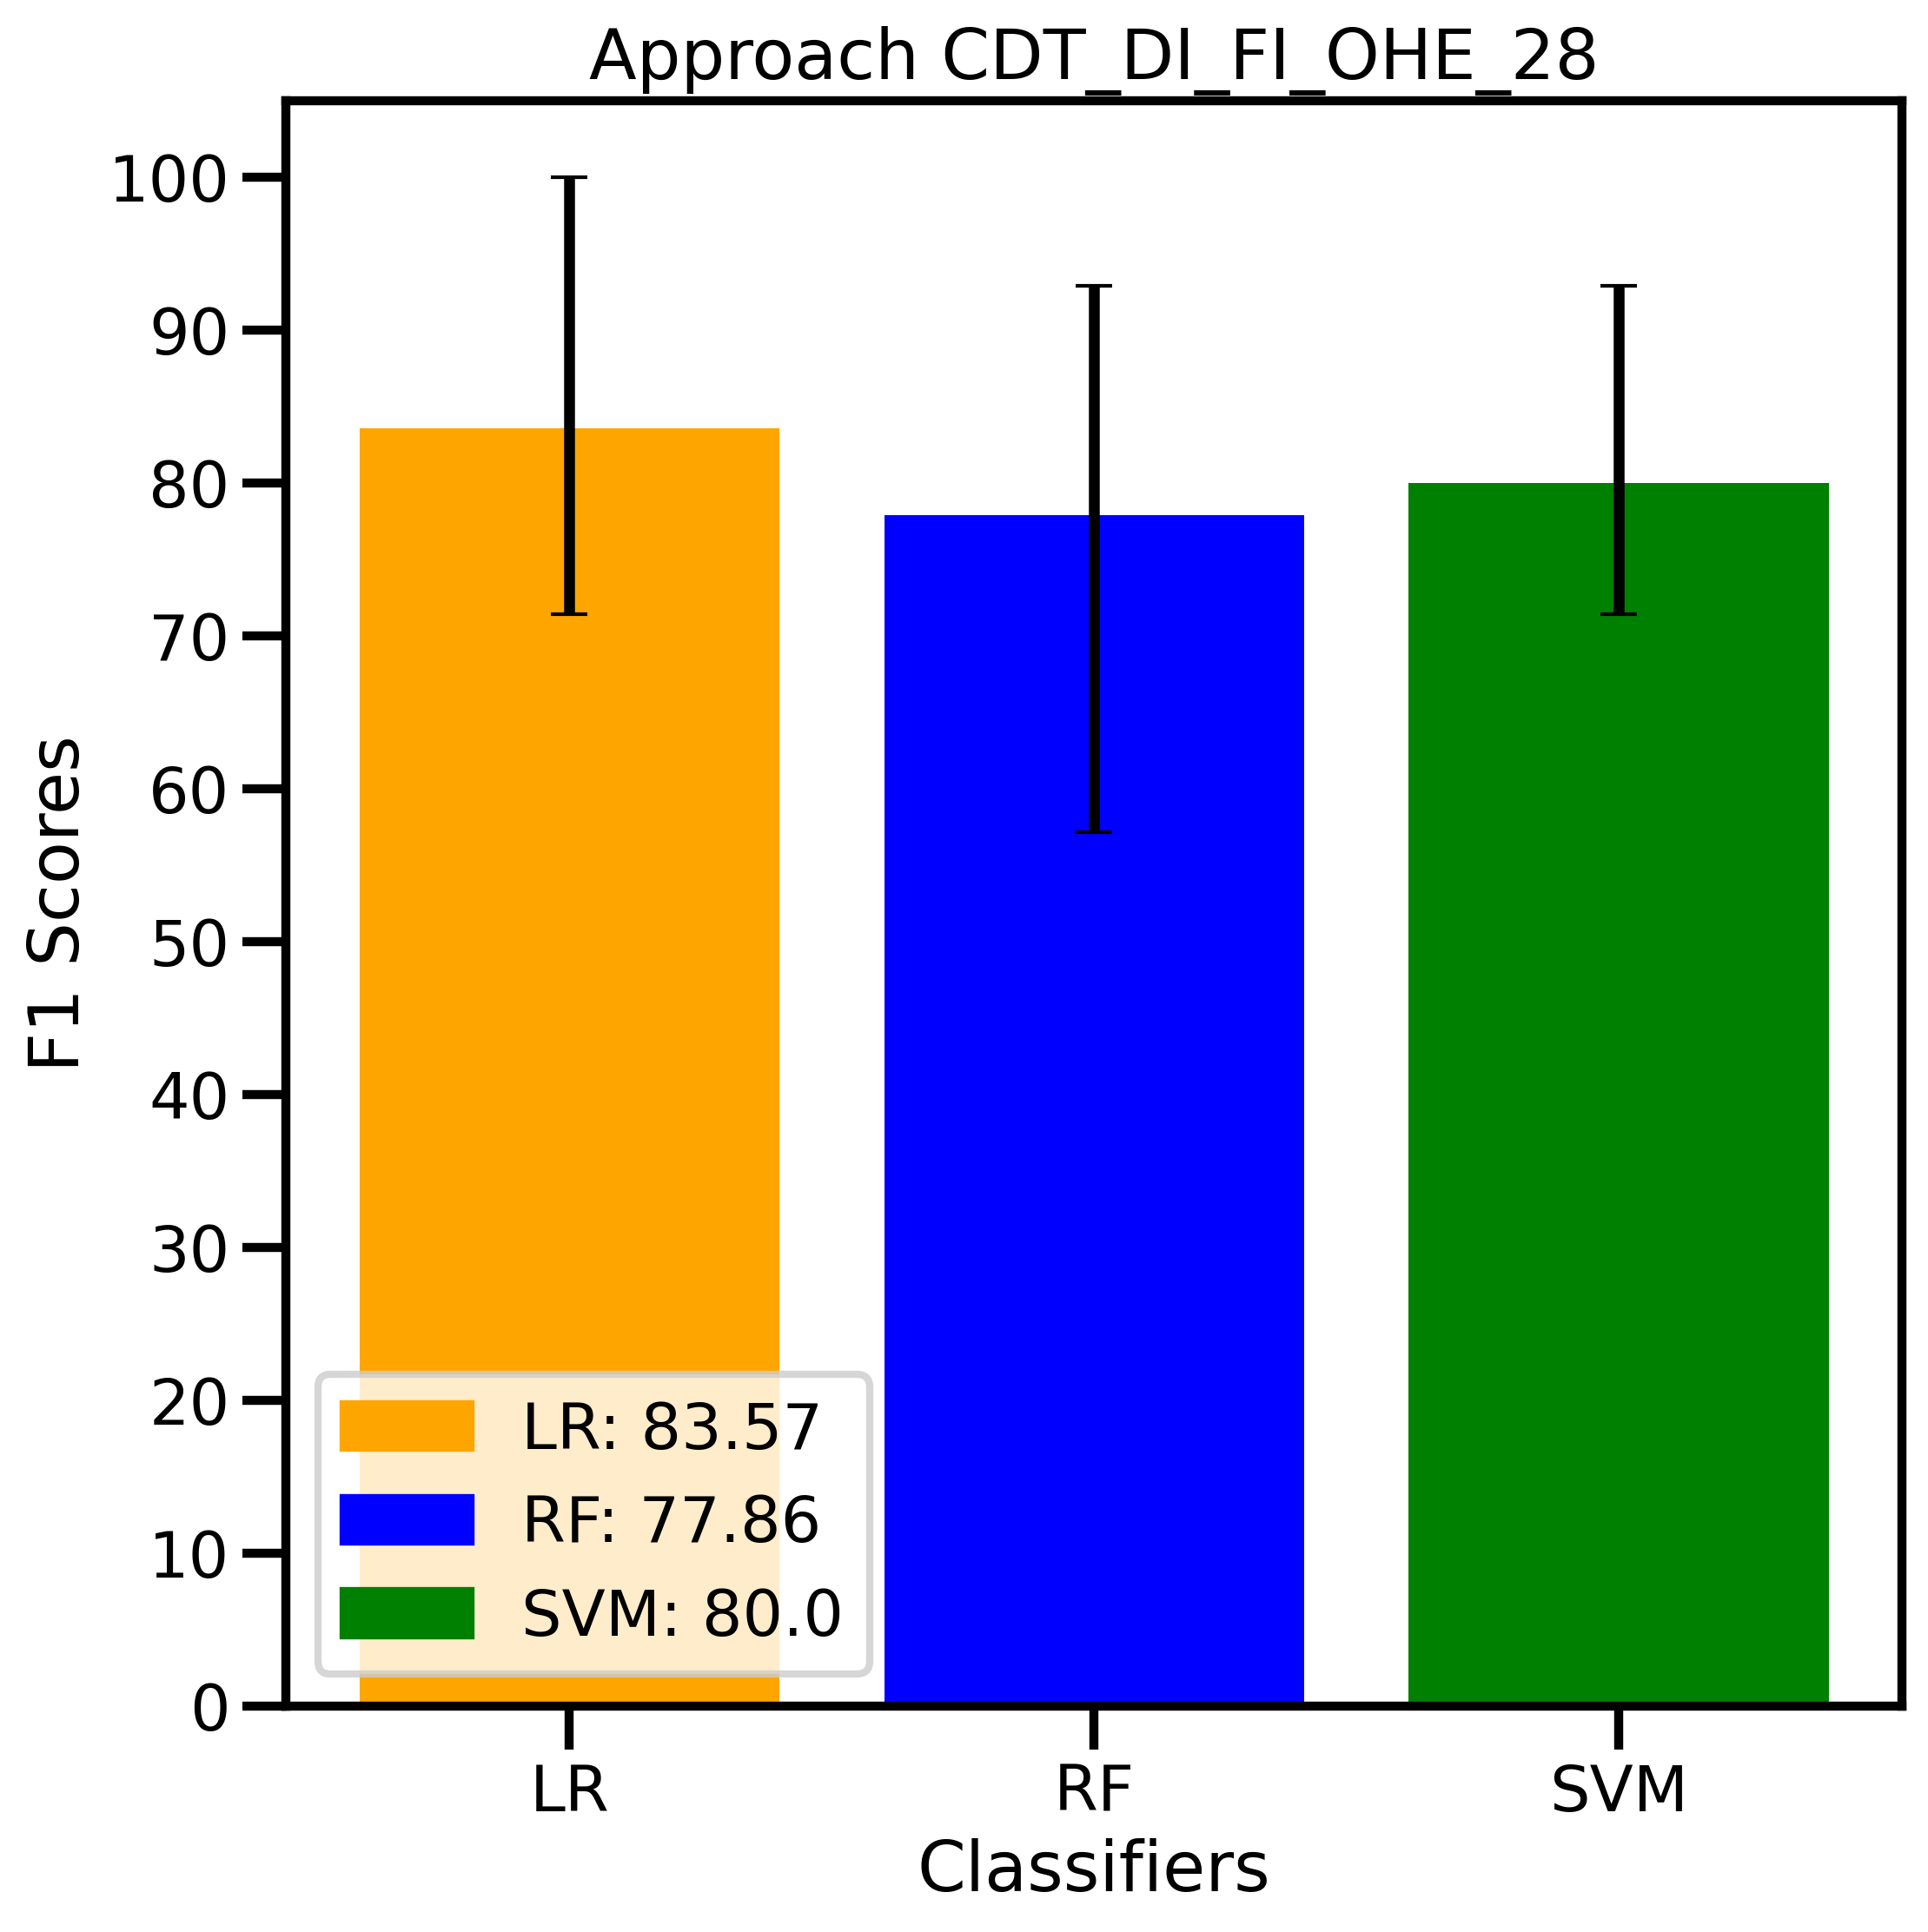 Approach CDT_DI_FI_OHE_28
100
90
80
70
60
50
40
30
20
10
0
F1 Scores
LR: 83.57
RF: 77.86
SVM: 80.0
LR
RF
SVM
Classifiers